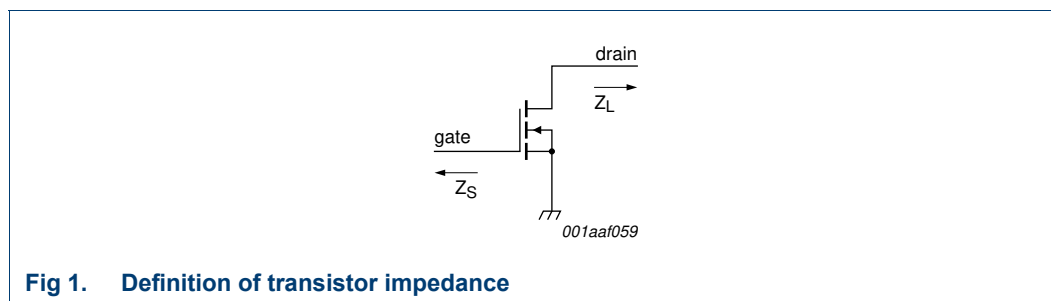 drain
Z_L
gate
Z_S
001aaf059
Fig 1. Definition of transistor impedance